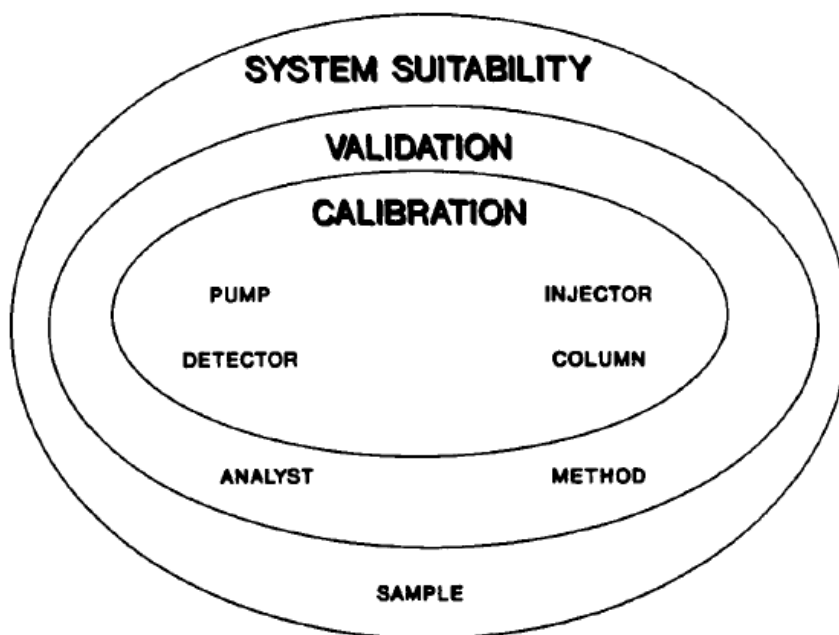 SYSTEM SUITABILITY
VALIDATION
CALIBRATION
PUMP INJECTOR
DETECTOR COLUMN
ANALYST METHOD
SAMPLE